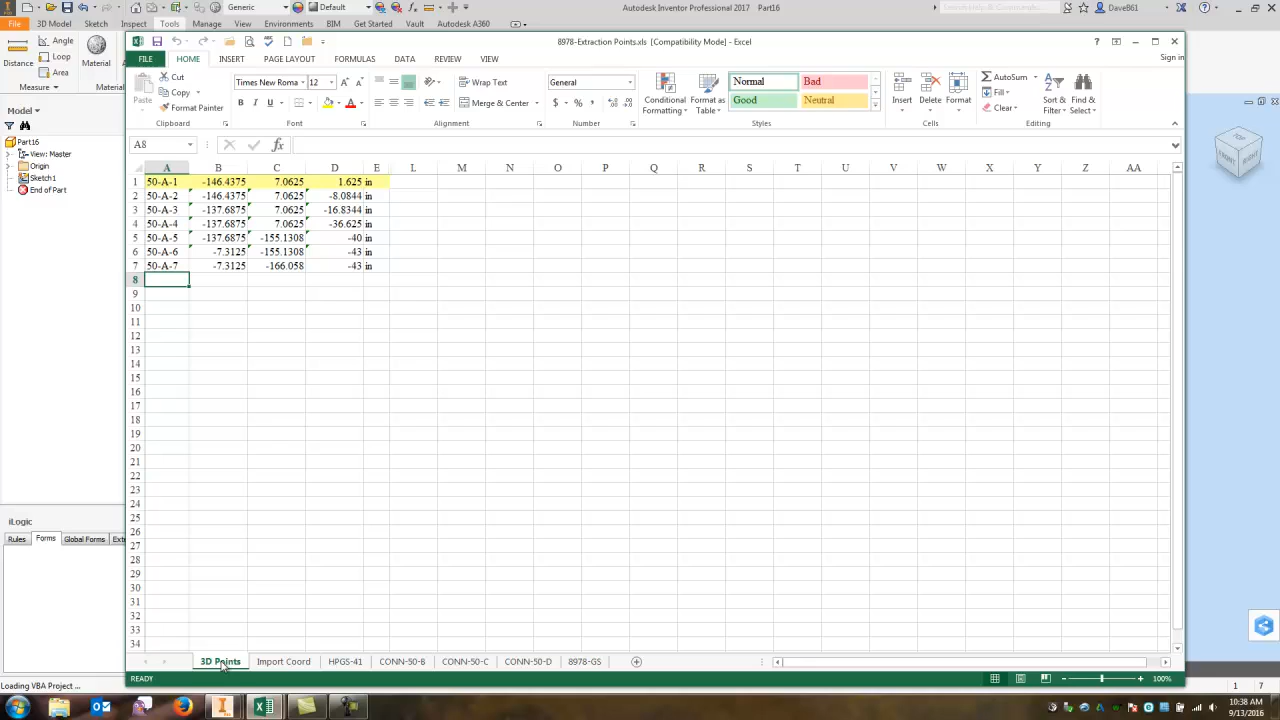 Generic Default Autodesk Inventor Professional 2017 Part16 Dave861
File 3D Model Sketch Inspect Tools Manage View Environments BIM Get Started Vault Autodesk A360
Distance Angle Loop Area Material
Measure Material
8978-Extraction Points.xls [Compatibility Mode] - Excel
FILE HOME INSERT PAGE LAYOUT FORMULAS DATA REVIEW VIEW Sign in
Paste Cut Copy Format Painter
Times New Roma 12 Wrap Text General
B I U Merge & Center $ % ,
Conditional Formatting Format as Table
Normal Bad
Good Neutral
Insert Delete Format
AutoSum Fill Clear Sort & Filter Find & Select
Clipboard Font Alignment Number Styles Cells Editing
A8
Model
Part16
View: Master
Origin
Sketch1
End of Part
A B C D E L M N O P Q R S T U V W X Y Z AA
1 50-A-1 -146.4375 7.0625 1.625 in
2 50-A-2 -146.4375 7.0625 -8.0844 in
3 50-A-3 -137.6875 7.0625 -16.8344 in
4 50-A-4 -137.6875 7.0625 -36.625 in
5 50-A-5 -137.6875 -155.1308 -40 in
6 50-A-6 -7.3125 -155.1308 -43 in
7 50-A-7 -7.3125 -166.058 -43 in
8
9
10
11
12
13
14
15
16
17
18
19
20
21
22
23
24
25
26
27
28
29
30
31
32
33
34
iLogic
Rules Forms Global Forms Exte
3D Points Import Coord HPGS-41 CONN-50-B CONN-50-C CONN-50-D 8978-GS
READY 100%
Loading VBA Project ... 1 7
TOP
FRONT RIGHT
10:38 AM
9/13/2016